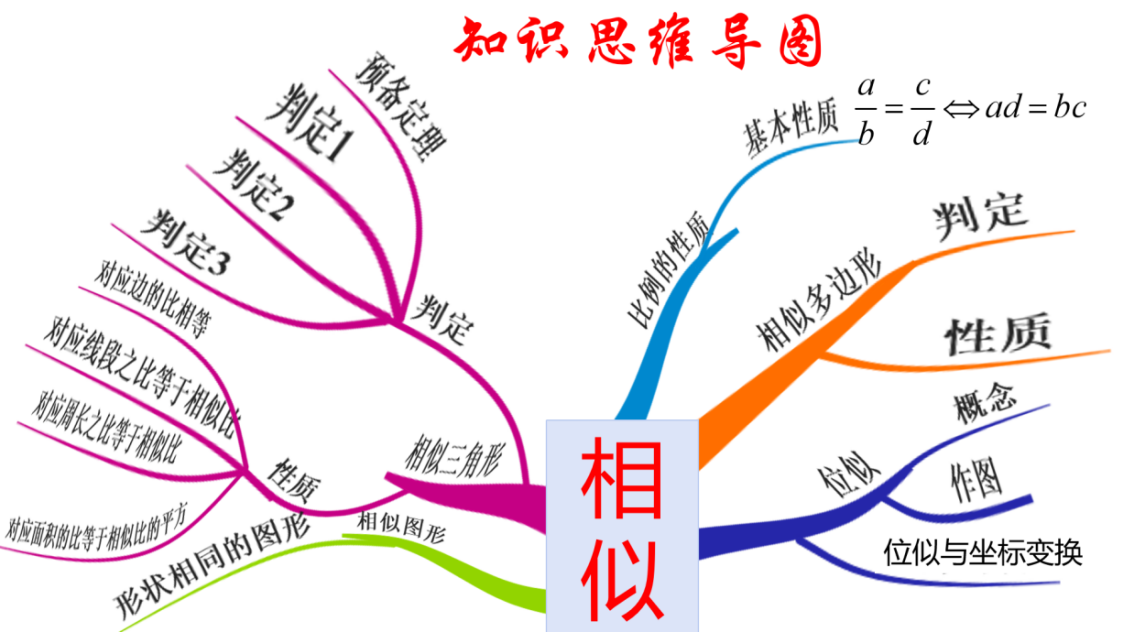 知识思维导图
预备定理
判定1
判定2
判定3
判定
对应边的比相等
对应线段之比等于相似比
对应周长之比等于相似比
对应面积的比等于相似比的平方
性质
相似三角形
形状相同的图形
相似图形
相似
基本性质 a/b = c/d ⇔ ad = bc
比例的性质
相似多边形
判定
性质
位似
概念
作图
位似与坐标变换